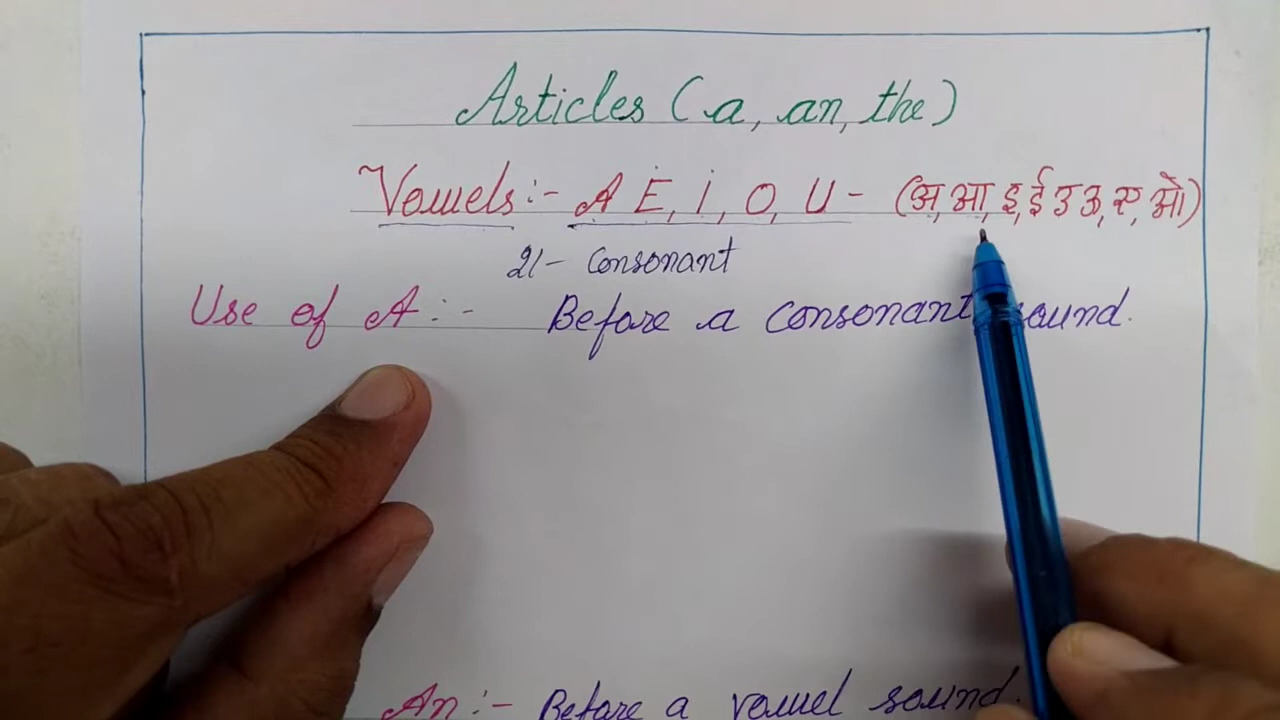 Articles (a, an, the)
Vowels :- A E, I, O, U - (अ, आ, इ, ई उ ऊ, ए, ओ)
21 - Consonant
Use of A :- Before a consonant sound.
An :- Before a vowel sound.